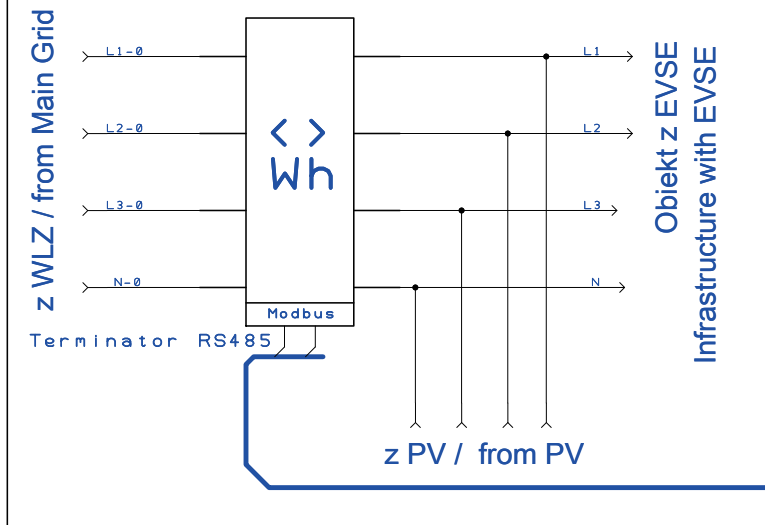 z WLZ / from Main Grid
L1-0
L2-0
L3-0
N-0
< >
Wh
Modbus
Terminator RS485
L1
L2
L3
N
Obiekt z EVSE
Infrastructure with EVSE
z PV / from PV